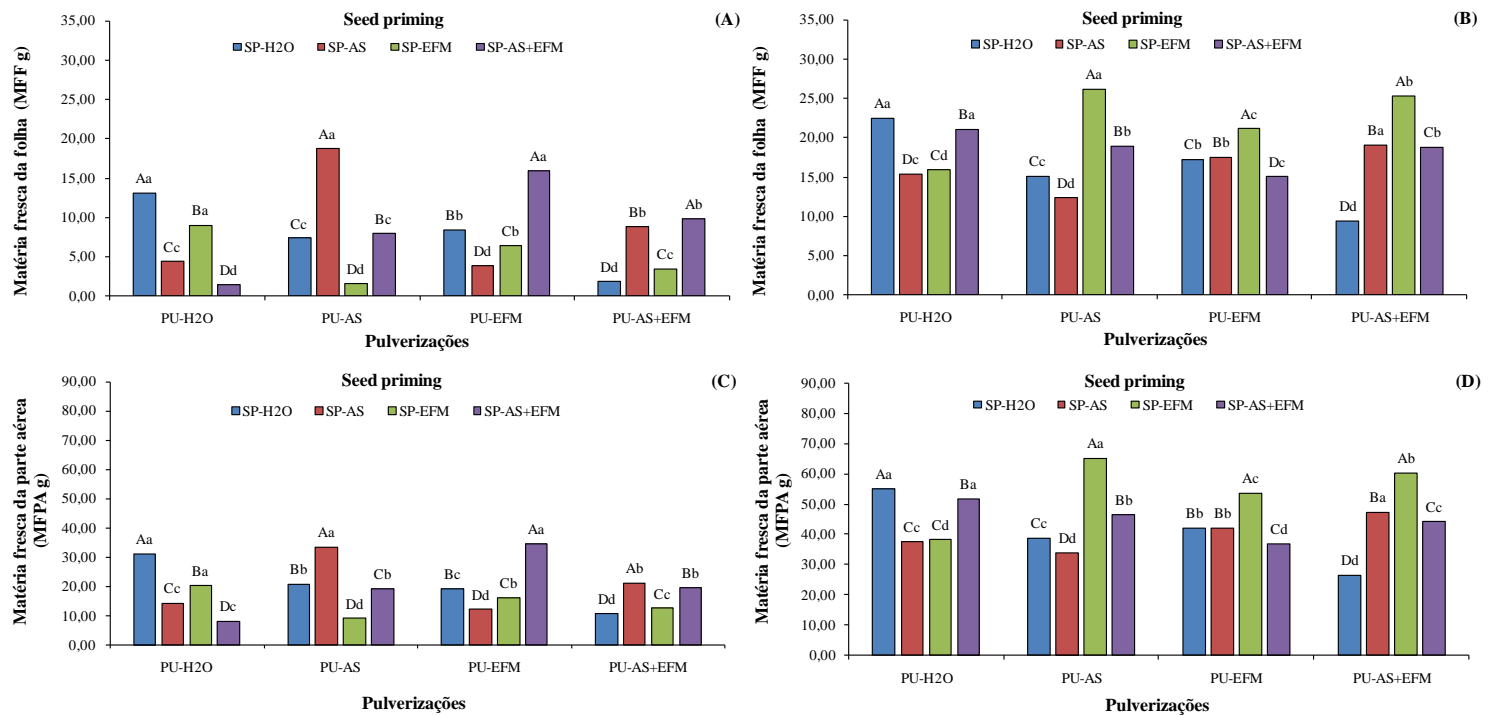 Seed priming
(A)
SP-H2O SP-AS SP-EFM SP-AS+EFM
Matéria fresca da folha (MFF g)
35,00
30,00
25,00
20,00
15,00
10,00
5,00
0,00
Aa Cc Ba Dd
Cc Aa Dd Bc
Bb Dd Cb Aa
Dd Bb Cc Ab
PU-H2O PU-AS PU-EFM PU-AS+EFM
Pulverizações
Seed priming
(B)
SP-H2O SP-AS SP-EFM SP-AS+EFM
Matéria fresca da folha (MFF g)
35,00
30,00
25,00
20,00
15,00
10,00
5,00
0,00
Aa Dc Cd Ba
Cc Dd Aa Bb
Cb Bb Ac Dc
Dd Ba Ab Cb
PU-H2O PU-AS PU-EFM PU-AS+EFM
Pulverizações
Seed priming
(C)
SP-H2O SP-AS SP-EFM SP-AS+EFM
Matéria fresca da parte aérea
(MFPA g)
90,00
80,00
70,00
60,00
50,00
40,00
30,00
20,00
10,00
0,00
Aa Cc Ba Dc
Bb Aa Dd Cb
Bc Dd Cb Aa
Dd Ab Cc Bb
PU-H2O PU-AS PU-EFM PU-AS+EFM
Pulverizações
Seed priming
(D)
SP-H2O SP-AS SP-EFM SP-AS+EFM
Matéria fresca da parte aérea
(MFPA g)
90,00
80,00
70,00
60,00
50,00
40,00
30,00
20,00
10,00
0,00
Aa Cc Cd Ba
Cc Dd Aa Bb
Bb Bb Ac Cd
Dd Ba Ab Cc
PU-H2O PU-AS PU-EFM PU-AS+EFM
Pulverizações